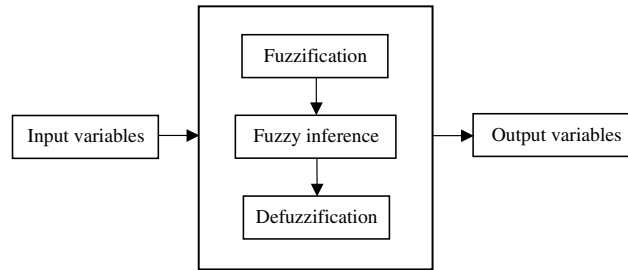 Fuzzification
Input variables
Fuzzy inference
Output variables
Defuzzification